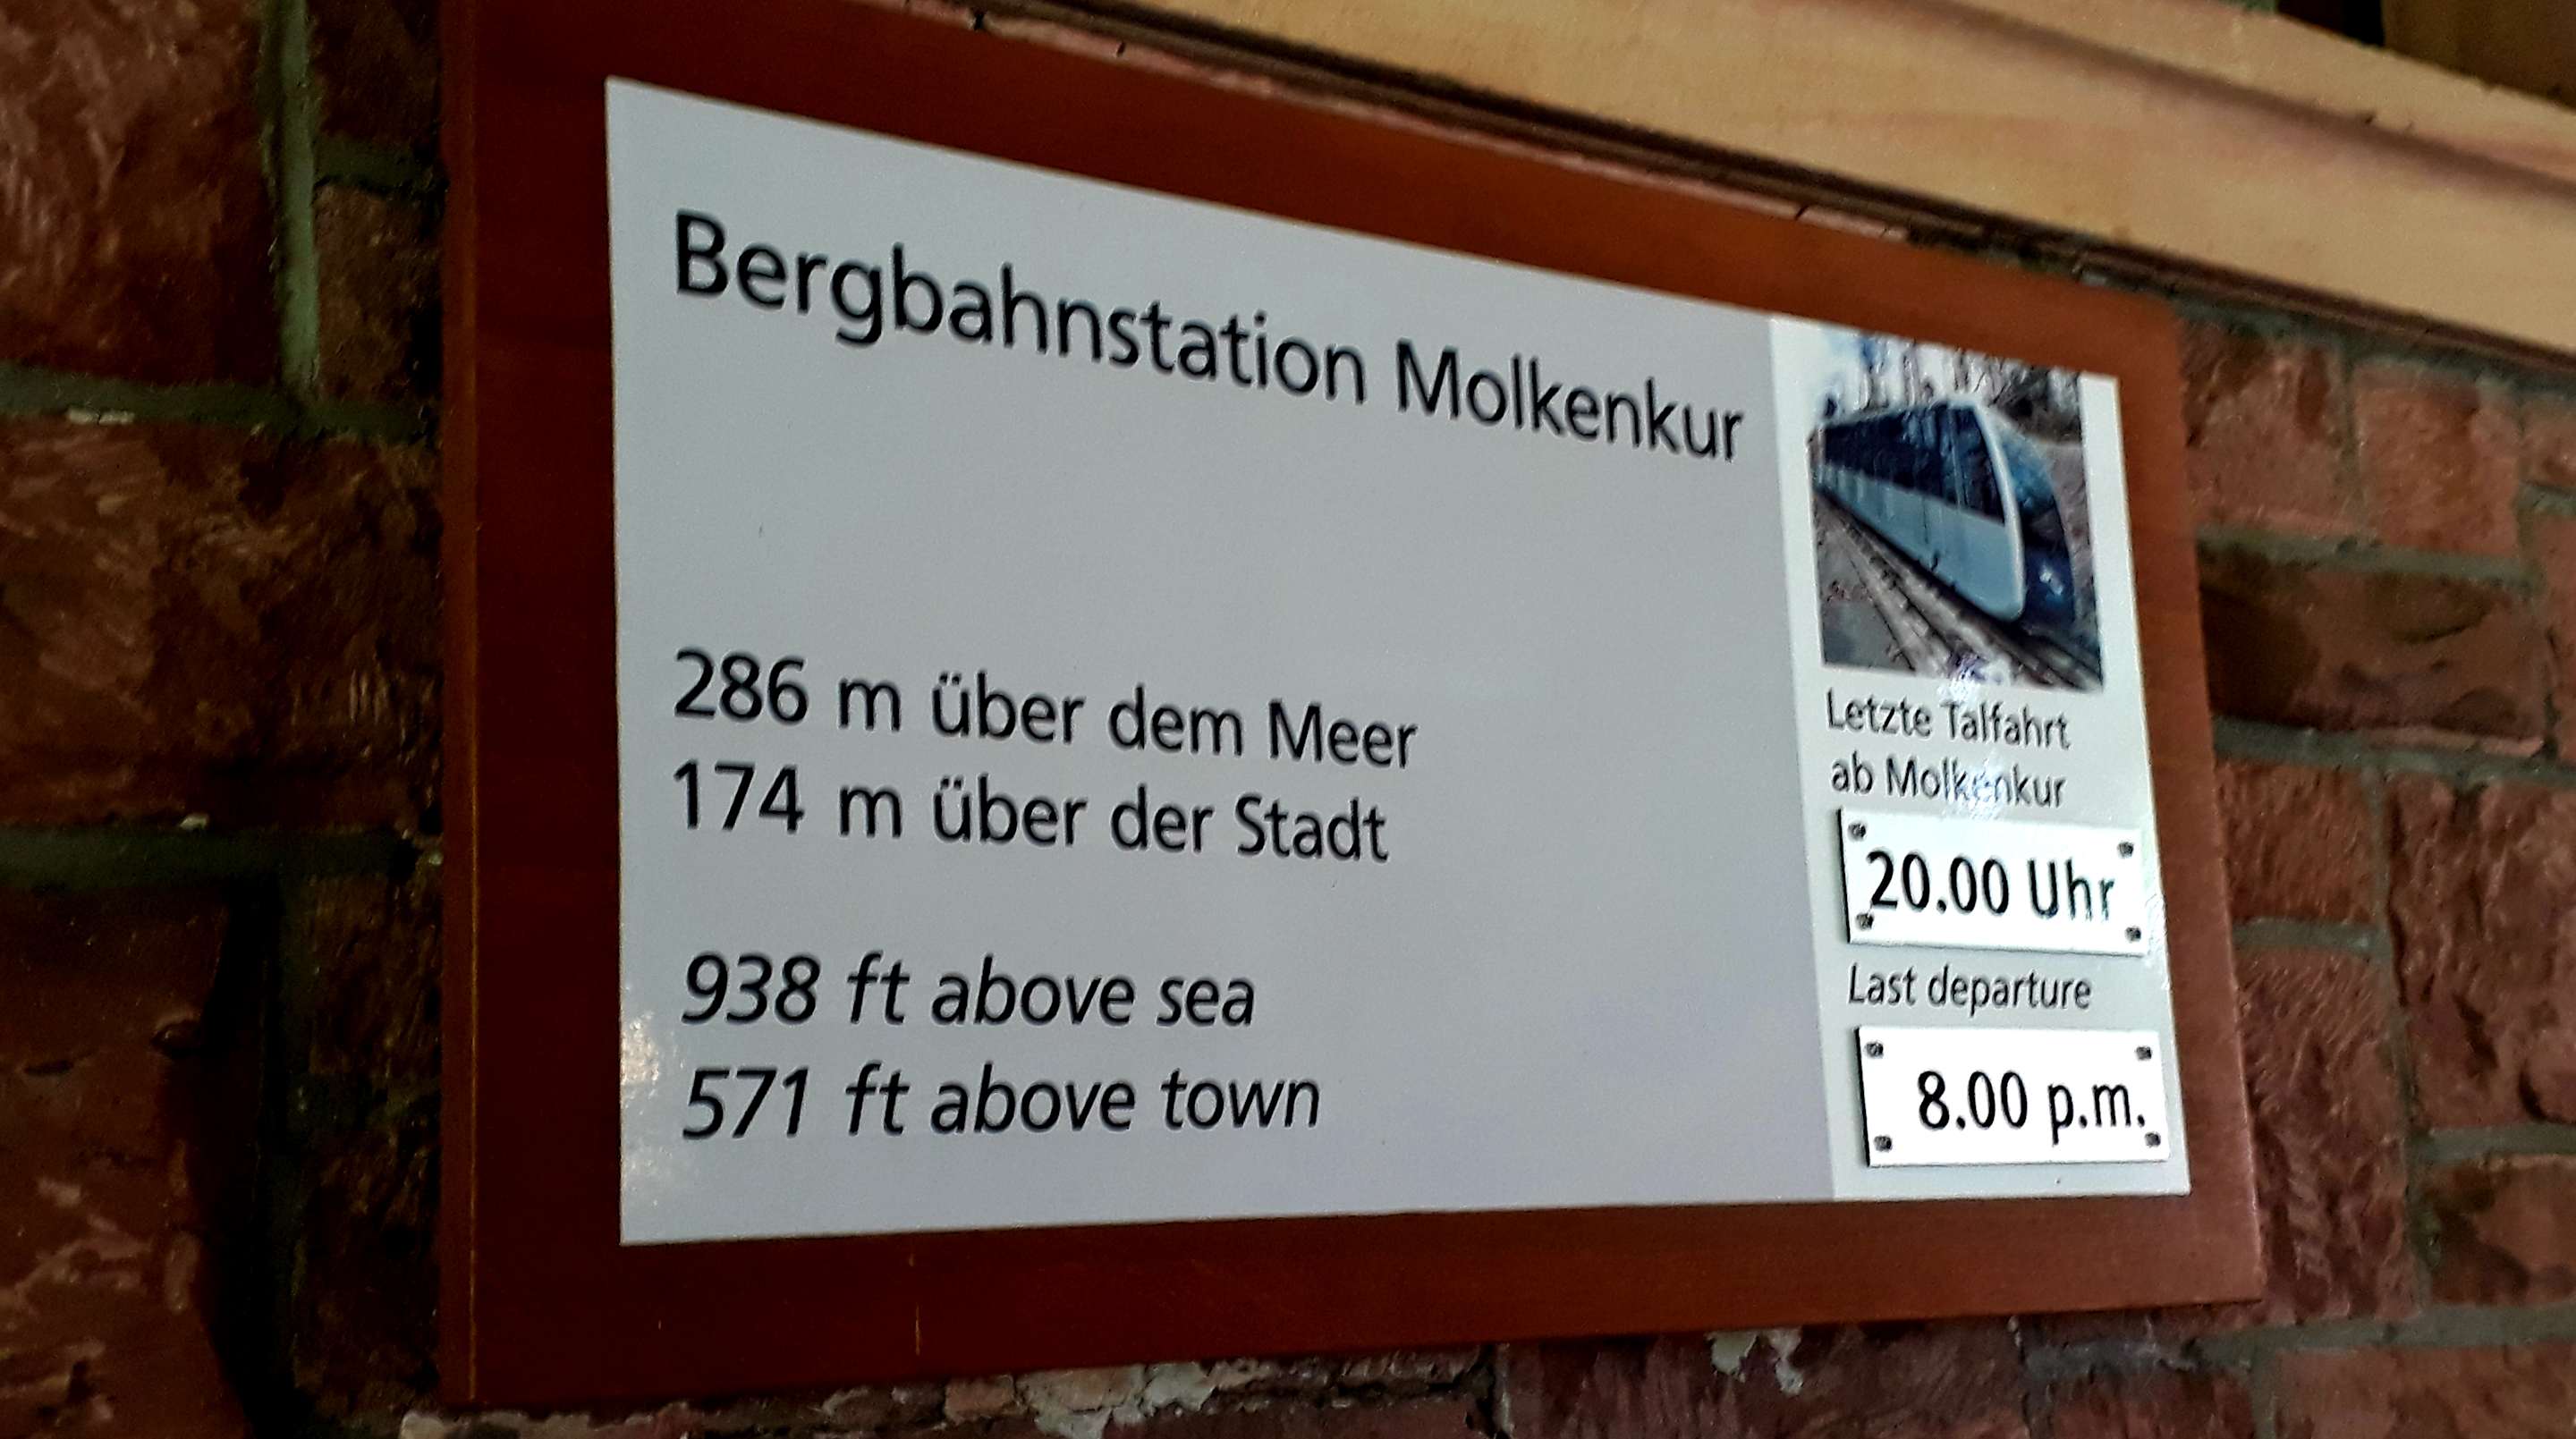 Bergbahnstation Molkenkur
286 m über dem Meer
174 m über der Stadt
938 ft above sea
571 ft above town
Letzte Talfahrt
ab Molkenkur
20.00 Uhr
Last departure
8.00 p.m.